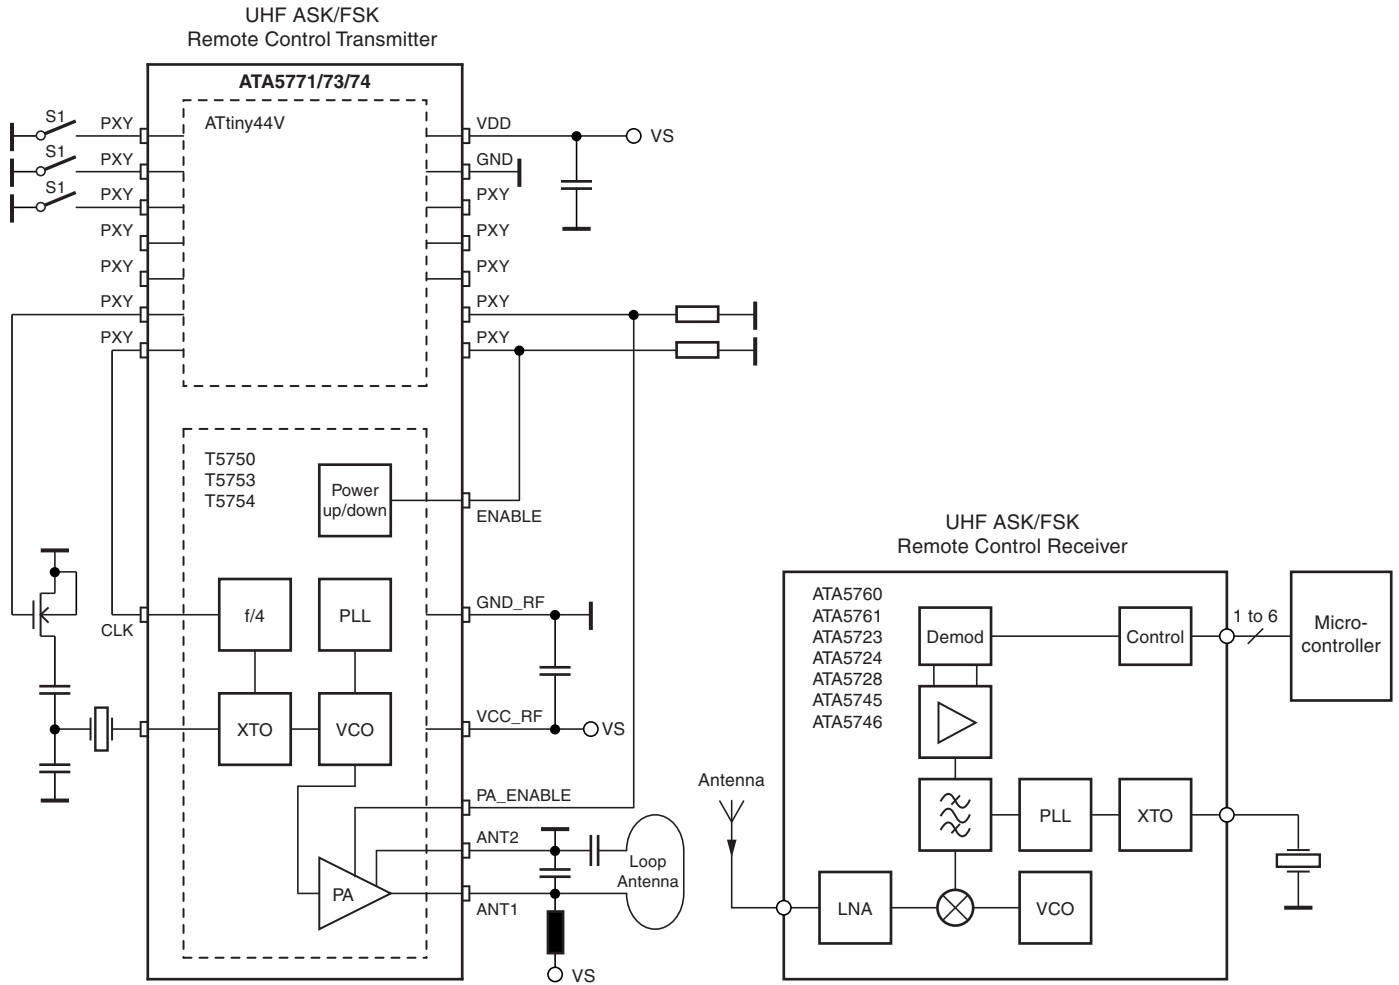 UHF ASK/FSK
Remote Control Transmitter
ATA5771/73/74
ATtiny44V
S1
PXY
VDD
VS
S1
PXY
GND
S1
PXY
PXY
PXY
PXY
PXY
PXY
PXY
PXY
PXY
PXY
T5750
T5753
T5754
Power
up/down
ENABLE
f/4
PLL
GND_RF
CLK
XTO
VCO
VCC_RF
VS
PA_ENABLE
ANT2
Loop
Antenna
PA
ANT1
VS
UHF ASK/FSK
Remote Control Receiver
ATA5760
ATA5761
ATA5723
ATA5724
ATA5728
ATA5745
ATA5746
Demod
Control
1 to 6
Micro-
controller
Antenna
PLL
XTO
LNA
VCO